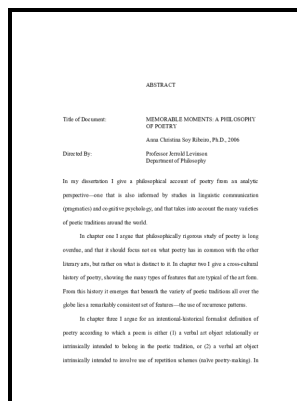 ABSTRACT
Title of Document:
MEMORABLE MOMENTS: A PHILOSOPHY
OF POETRY
Anna Christina Soy Ribeiro, Ph.D., 2006
Directed By:
Professor Jerrold Levinson
Department of Philosophy
In my dissertation I give a philosophical account of poetry from an analytic
perspective—one that is also informed by studies in linguistic communication
(pragmatics) and cognitive psychology, and that takes into account the many varieties
of poetic traditions around the world.
In chapter one I argue that philosophically rigorous study of poetry is long
overdue, and that it should focus not on what poetry has in common with the other
literary arts, but rather on what is distinct to it. In chapter two I give a cross-cultural
history of poetry, showing the many types of features that are typical of the art form.
From this history it emerges that beneath the variety of poetic traditions all over the
globe lies a remarkably consistent set of features—the use of recurrence patterns.
In chapter three I argue for an intentional-historical formalist definition of
poetry according to which a poem is either (1) a verbal art object relationally or
intrinsically intended to belong in the poetic tradition, or (2) a verbal art object
intrinsically intended to involve use of repetition schemes (naïve poetry-making). In